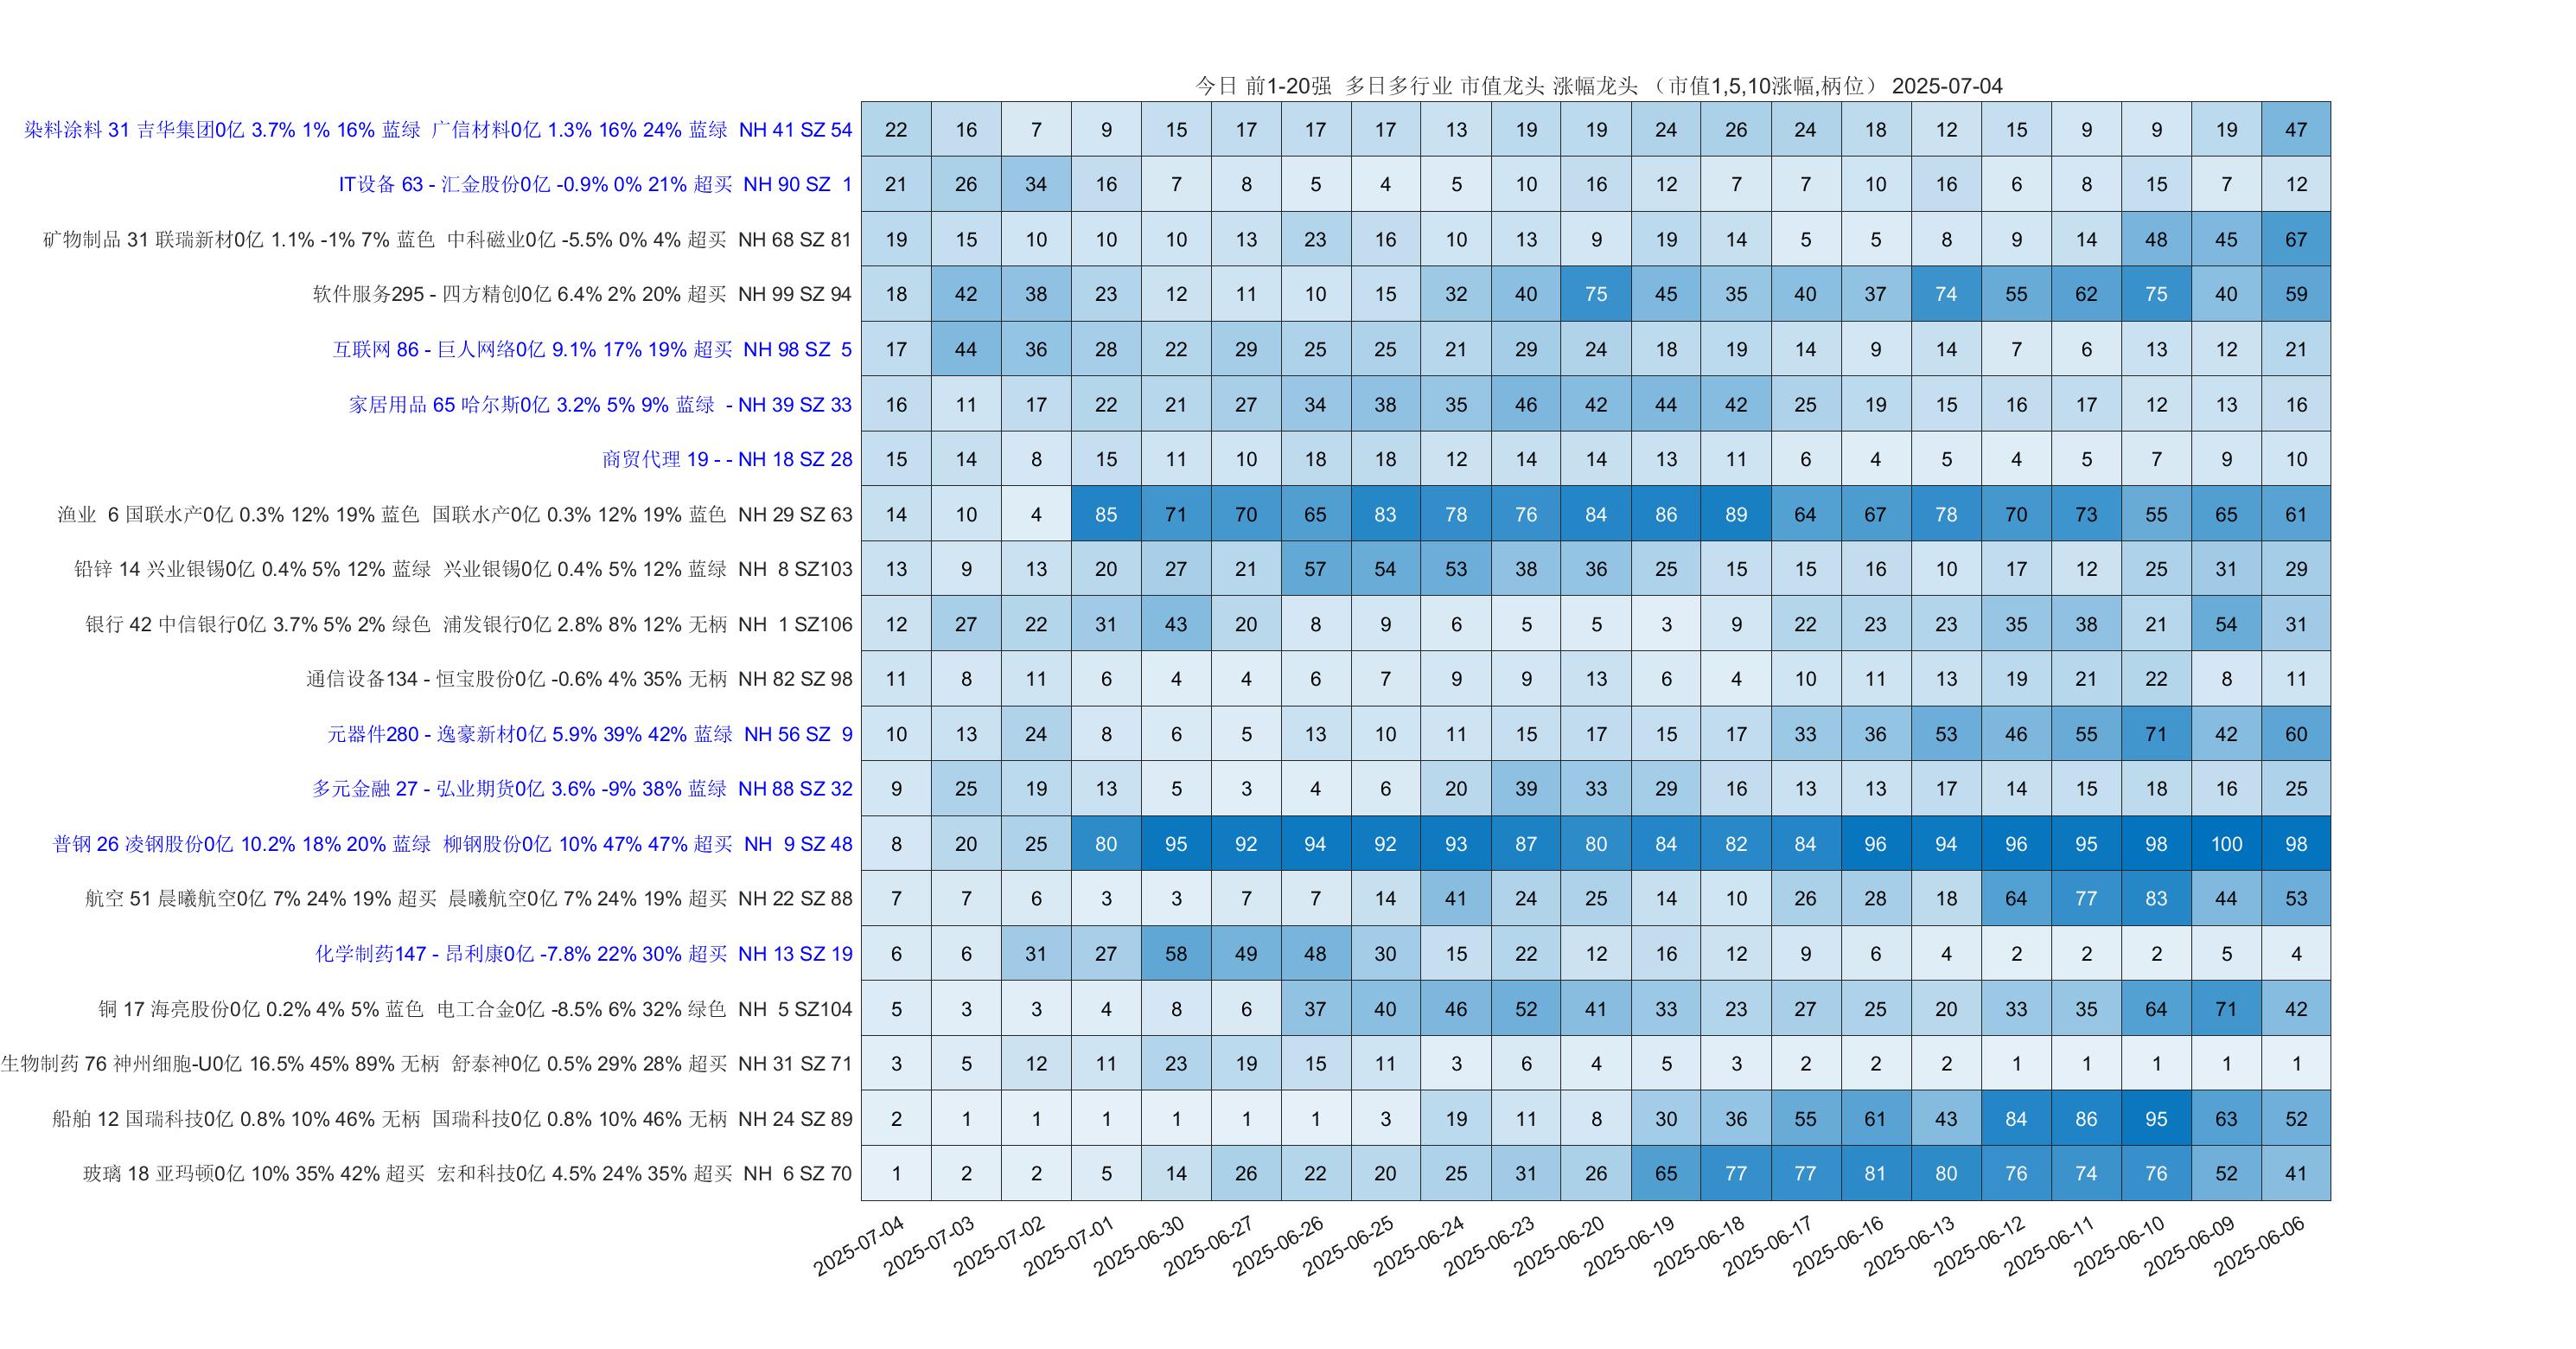 今日 前1-20强 多日多行业 市值龙头 涨幅龙头 （市值1,5,10涨幅,柄位） 2025-07-04
染料涂料 31 吉华集团0亿 3.7% 1% 16% 蓝绿 广信材料0亿 1.3% 16% 24% 蓝绿 NH 41 SZ 54 22 16 7 9 15 17 17 17 13 19 19 24 26 24 18 12 15 9 9 19 47
IT设备 63 - 汇金股份0亿 -0.9% 0% 21% 超买 NH 90 SZ 1 21 26 34 16 7 8 5 4 5 10 16 12 7 7 10 16 6 8 15 7 12
矿物制品 31 联瑞新材0亿 1.1% -1% 7% 蓝色 中科磁业0亿 -5.5% 0% 4% 超买 NH 68 SZ 81 19 15 10 10 10 13 23 16 10 13 9 19 14 5 5 8 9 14 48 45 67
软件服务295 - 四方精创0亿 6.4% 2% 20% 超买 NH 99 SZ 94 18 42 38 23 12 11 10 15 32 40 75 45 35 40 37 74 55 62 75 40 59
互联网 86 - 巨人网络0亿 9.1% 17% 19% 超买 NH 98 SZ 5 17 44 36 28 22 29 25 25 21 29 24 18 19 14 9 14 7 6 13 12 21
家居用品 65 哈尔斯0亿 3.2% 5% 9% 蓝绿 - NH 39 SZ 33 16 11 17 22 21 27 34 38 35 46 42 44 42 25 19 15 16 17 12 13 16
商贸代理 19 - - NH 18 SZ 28 15 14 8 15 11 10 18 18 12 14 14 13 11 6 4 5 4 5 7 9 10
渔业 6 国联水产0亿 0.3% 12% 19% 蓝色 国联水产0亿 0.3% 12% 19% 蓝色 NH 29 SZ 63 14 10 4 85 71 70 65 83 78 76 84 86 89 64 67 78 70 73 55 65 61
铅锌 14 兴业银锡0亿 0.4% 5% 12% 蓝绿 兴业银锡0亿 0.4% 5% 12% 蓝绿 NH 8 SZ103 13 9 13 20 27 21 57 54 53 38 36 25 15 15 16 10 17 12 25 31 29
银行 42 中信银行0亿 3.7% 5% 2% 绿色 浦发银行0亿 2.8% 8% 12% 无柄 NH 1 SZ106 12 27 22 31 43 20 8 9 6 5 5 3 9 22 23 23 35 38 21 54 31
通信设备134 - 恒宝股份0亿 -0.6% 4% 35% 无柄 NH 82 SZ 98 11 8 11 6 4 4 6 7 9 9 13 6 4 10 11 13 19 21 22 8 11
元器件280 - 逸豪新材0亿 5.9% 39% 42% 蓝绿 NH 56 SZ 9 10 13 24 8 6 5 13 10 11 15 17 15 17 33 36 53 46 55 71 42 60
多元金融 27 - 弘业期货0亿 3.6% -9% 38% 蓝绿 NH 88 SZ 32 9 25 19 13 5 3 4 6 20 39 33 29 16 13 13 17 14 15 18 16 25
普钢 26 凌钢股份0亿 10.2% 18% 20% 蓝绿 柳钢股份0亿 10% 47% 47% 超买 NH 9 SZ 48 8 20 25 80 95 92 94 92 93 87 80 84 82 84 96 94 96 95 98 100 98
航空 51 晨曦航空0亿 7% 24% 19% 超买 晨曦航空0亿 7% 24% 19% 超买 NH 22 SZ 88 7 7 6 3 3 7 7 14 41 24 25 14 10 26 28 18 64 77 83 44 53
化学制药147 - 昂利康0亿 -7.8% 22% 30% 超买 NH 13 SZ 19 6 6 31 27 58 49 48 30 15 22 12 16 12 9 6 4 2 2 2 5 4
铜 17 海亮股份0亿 0.2% 4% 5% 蓝色 电工合金0亿 -8.5% 6% 32% 绿色 NH 5 SZ104 5 3 3 4 8 6 37 40 46 52 41 33 23 27 25 20 33 35 64 71 42
生物制药 76 神州细胞-U0亿 16.5% 45% 89% 无柄 舒泰神0亿 0.5% 29% 28% 超买 NH 31 SZ 71 3 5 12 11 23 19 15 11 3 6 4 5 3 2 2 2 1 1 1 1 1
船舶 12 国瑞科技0亿 0.8% 10% 46% 无柄 国瑞科技0亿 0.8% 10% 46% 无柄 NH 24 SZ 89 2 1 1 1 1 1 1 3 19 11 8 30 36 55 61 43 84 86 95 63 52
玻璃 18 亚玛顿0亿 10% 35% 42% 超买 宏和科技0亿 4.5% 24% 35% 超买 NH 6 SZ 70 1 2 2 5 14 26 22 20 25 31 26 65 77 77 81 80 76 74 76 52 41
2025-07-04 2025-07-03 2025-07-02 2025-07-01 2025-06-30 2025-06-27 2025-06-26 2025-06-25 2025-06-24 2025-06-23 2025-06-20 2025-06-19 2025-06-18 2025-06-17 2025-06-16 2025-06-13 2025-06-12 2025-06-11 2025-06-10 2025-06-09 2025-06-06